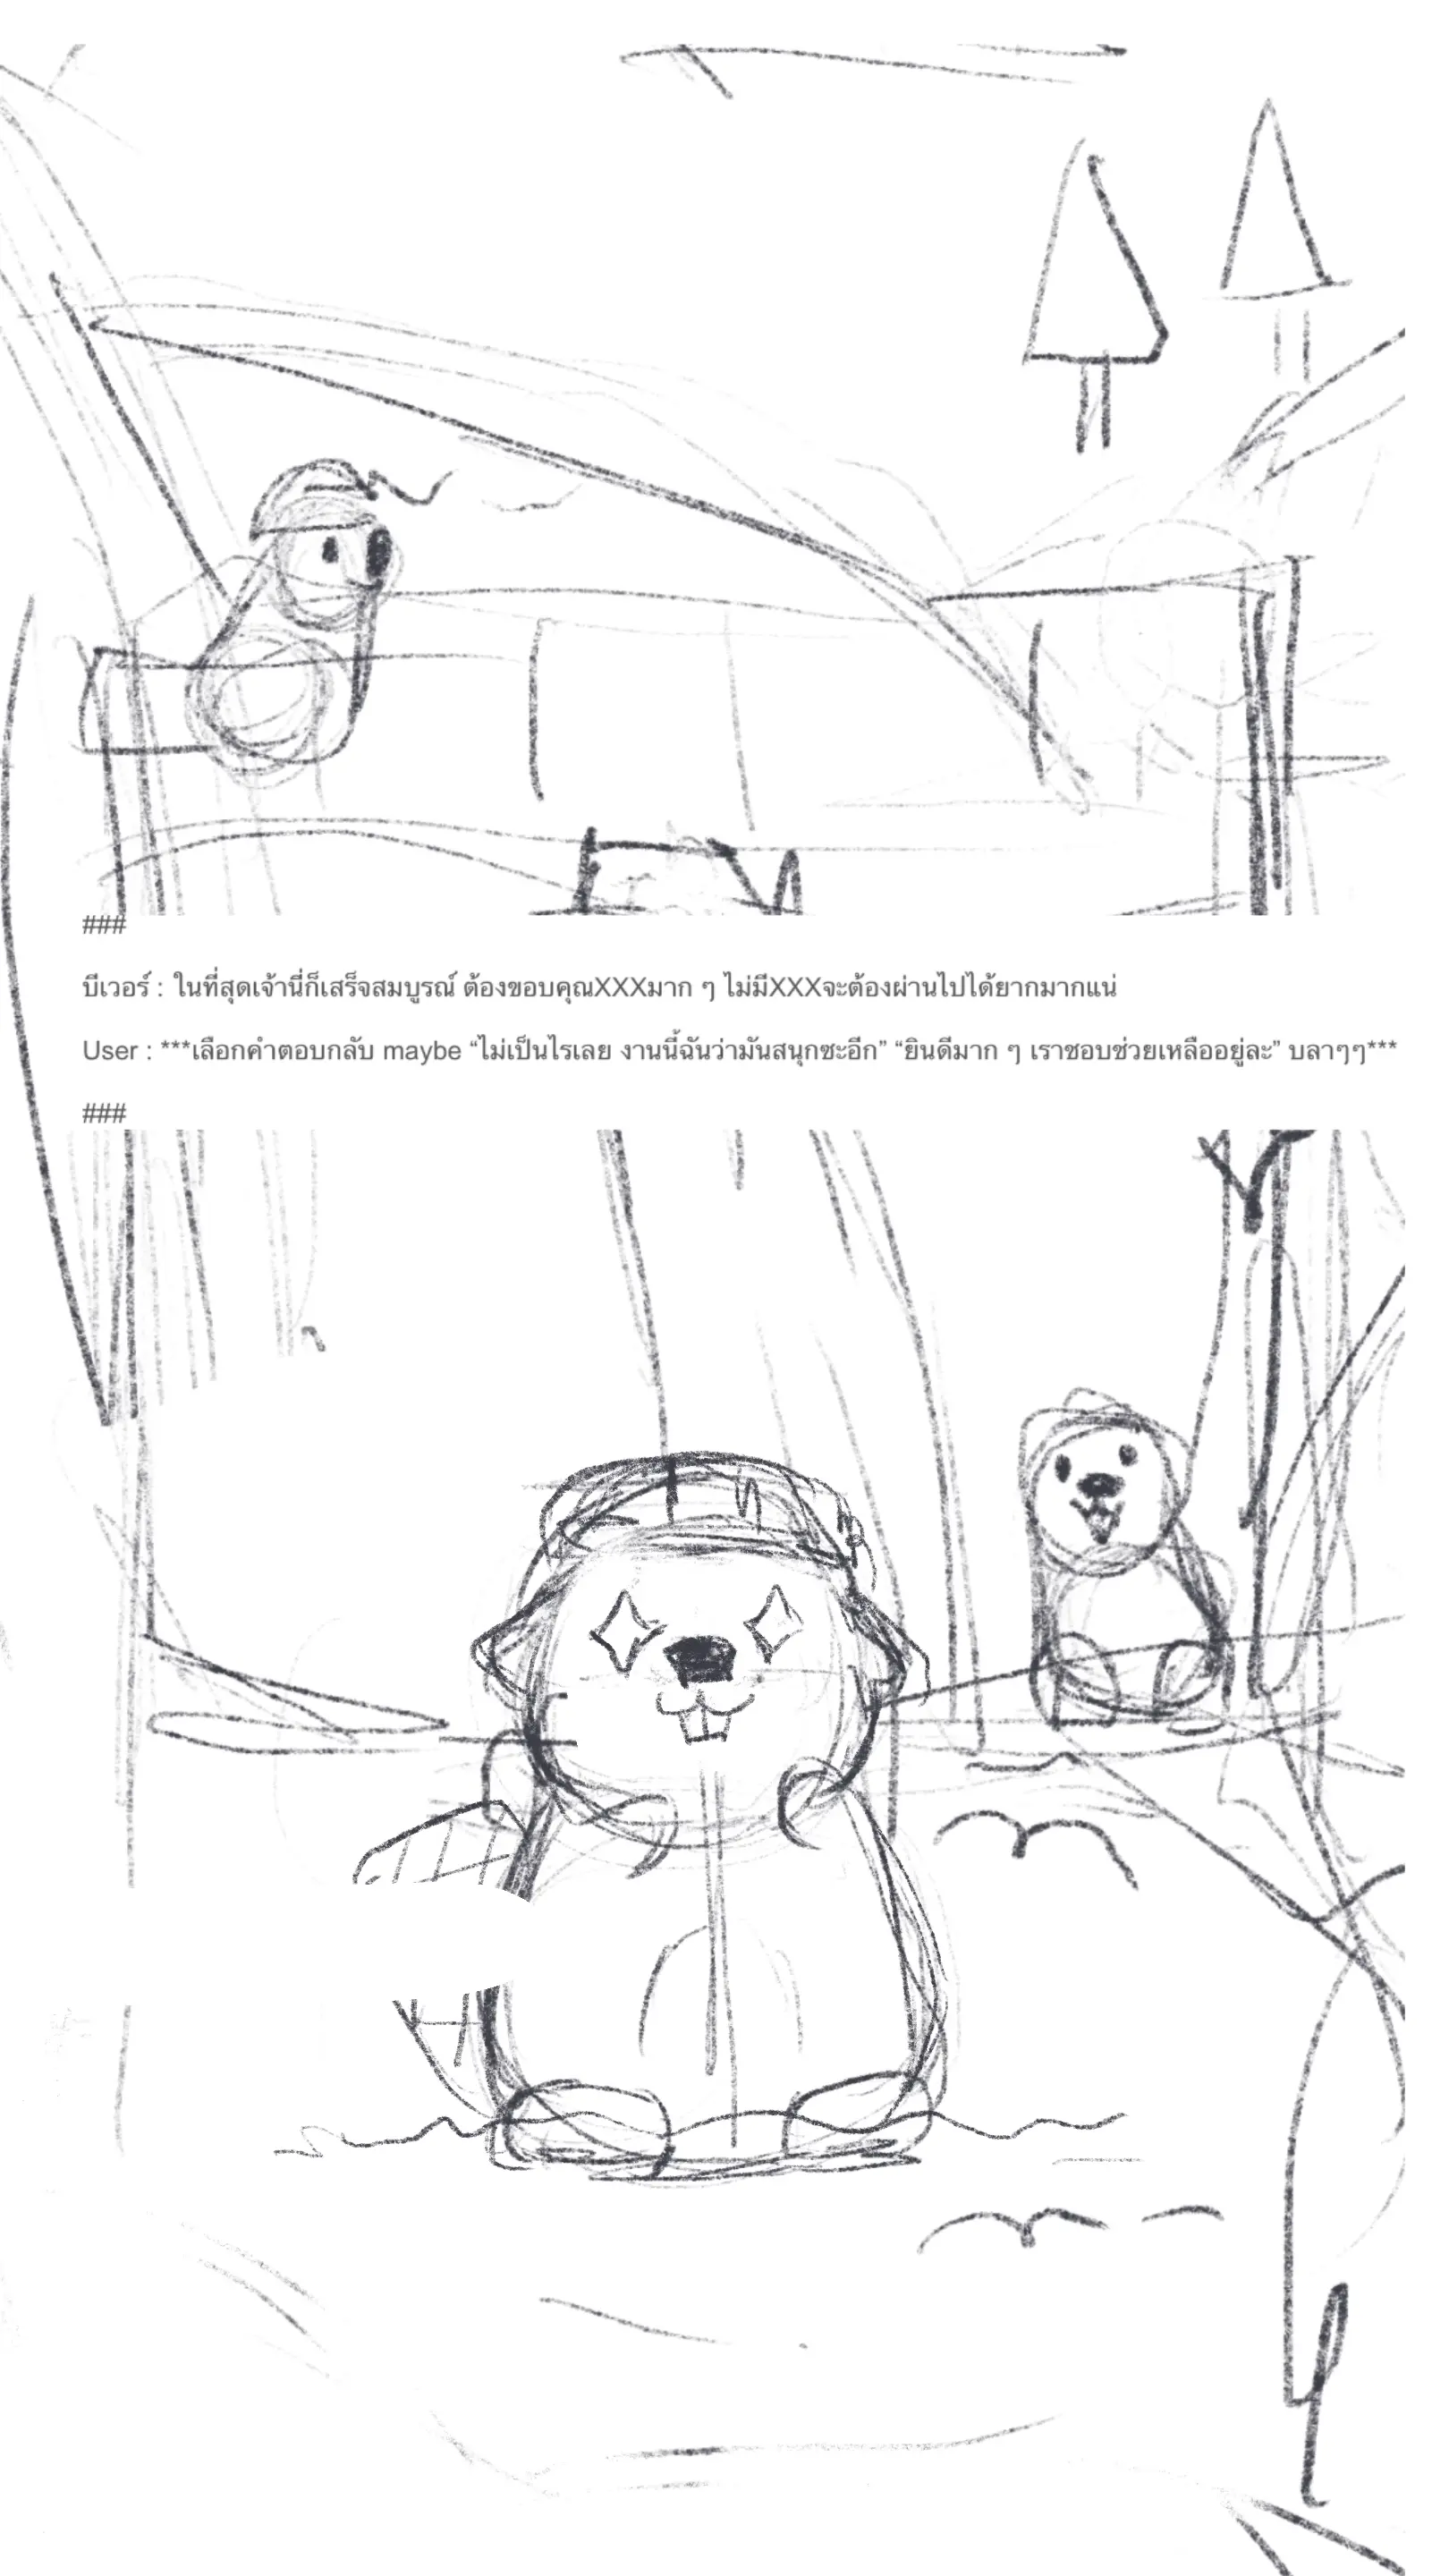 ###
บีเวอร์ : ในที่สุดเจ้านี่ก็เสร็จสมบูรณ์ ต้องขอบคุณXXXมาก ๆ ไม่มีXXXจะต้องผ่านไปได้ยากมากแน่
User : ***เลือกคำตอบกลับ maybe “ไม่เป็นไรเลย งานนี้ฉันว่ามันสนุกซะอีก” “ยินดีมาก ๆ เราชอบช่วยเหลืออยู่ละ” บลาๆๆ***
###